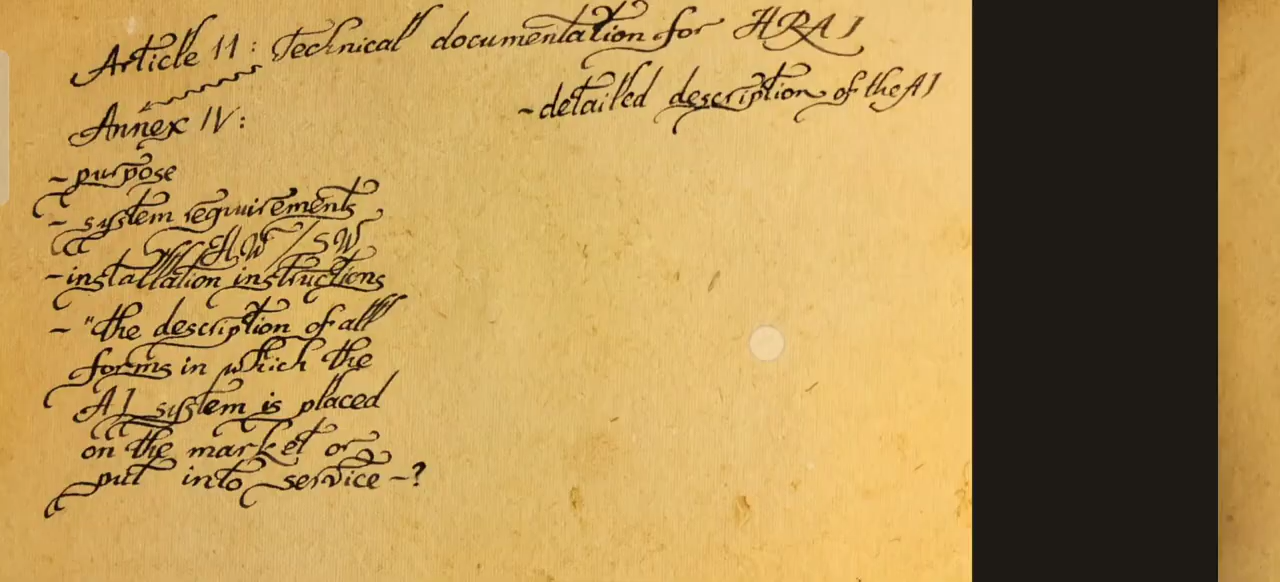 Article 11: Technical documentation for HRAI
- detailed description of the AI
Annex IV:
- purpose
- system requirements
HW/SW
- installation instructions
- "the description of all
forms in which the
AI system is placed
on the market or
put into service -?